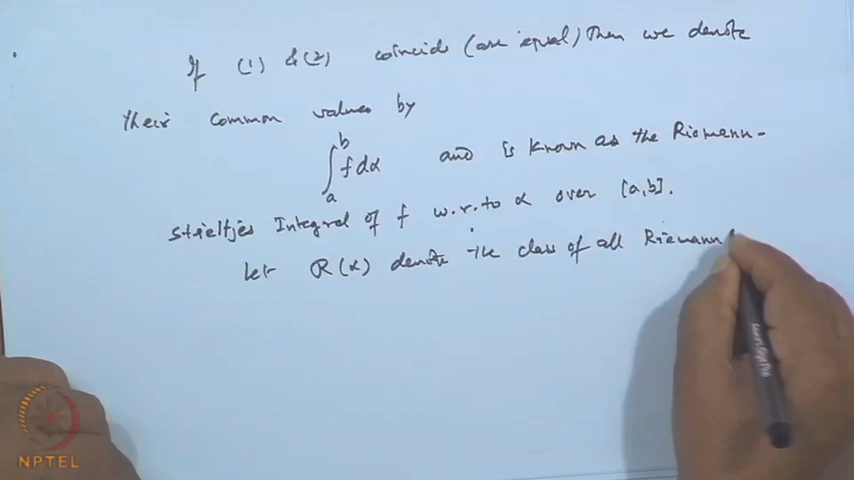 If (1) & (2) coincide (are equal) Then we denote
their common values by
∫_a^b f dα and is known as the Riemann-
Strieltjes Integral of f w.r.to α over [a,b].
let R(α) denote the class of all Riemann
NPTEL